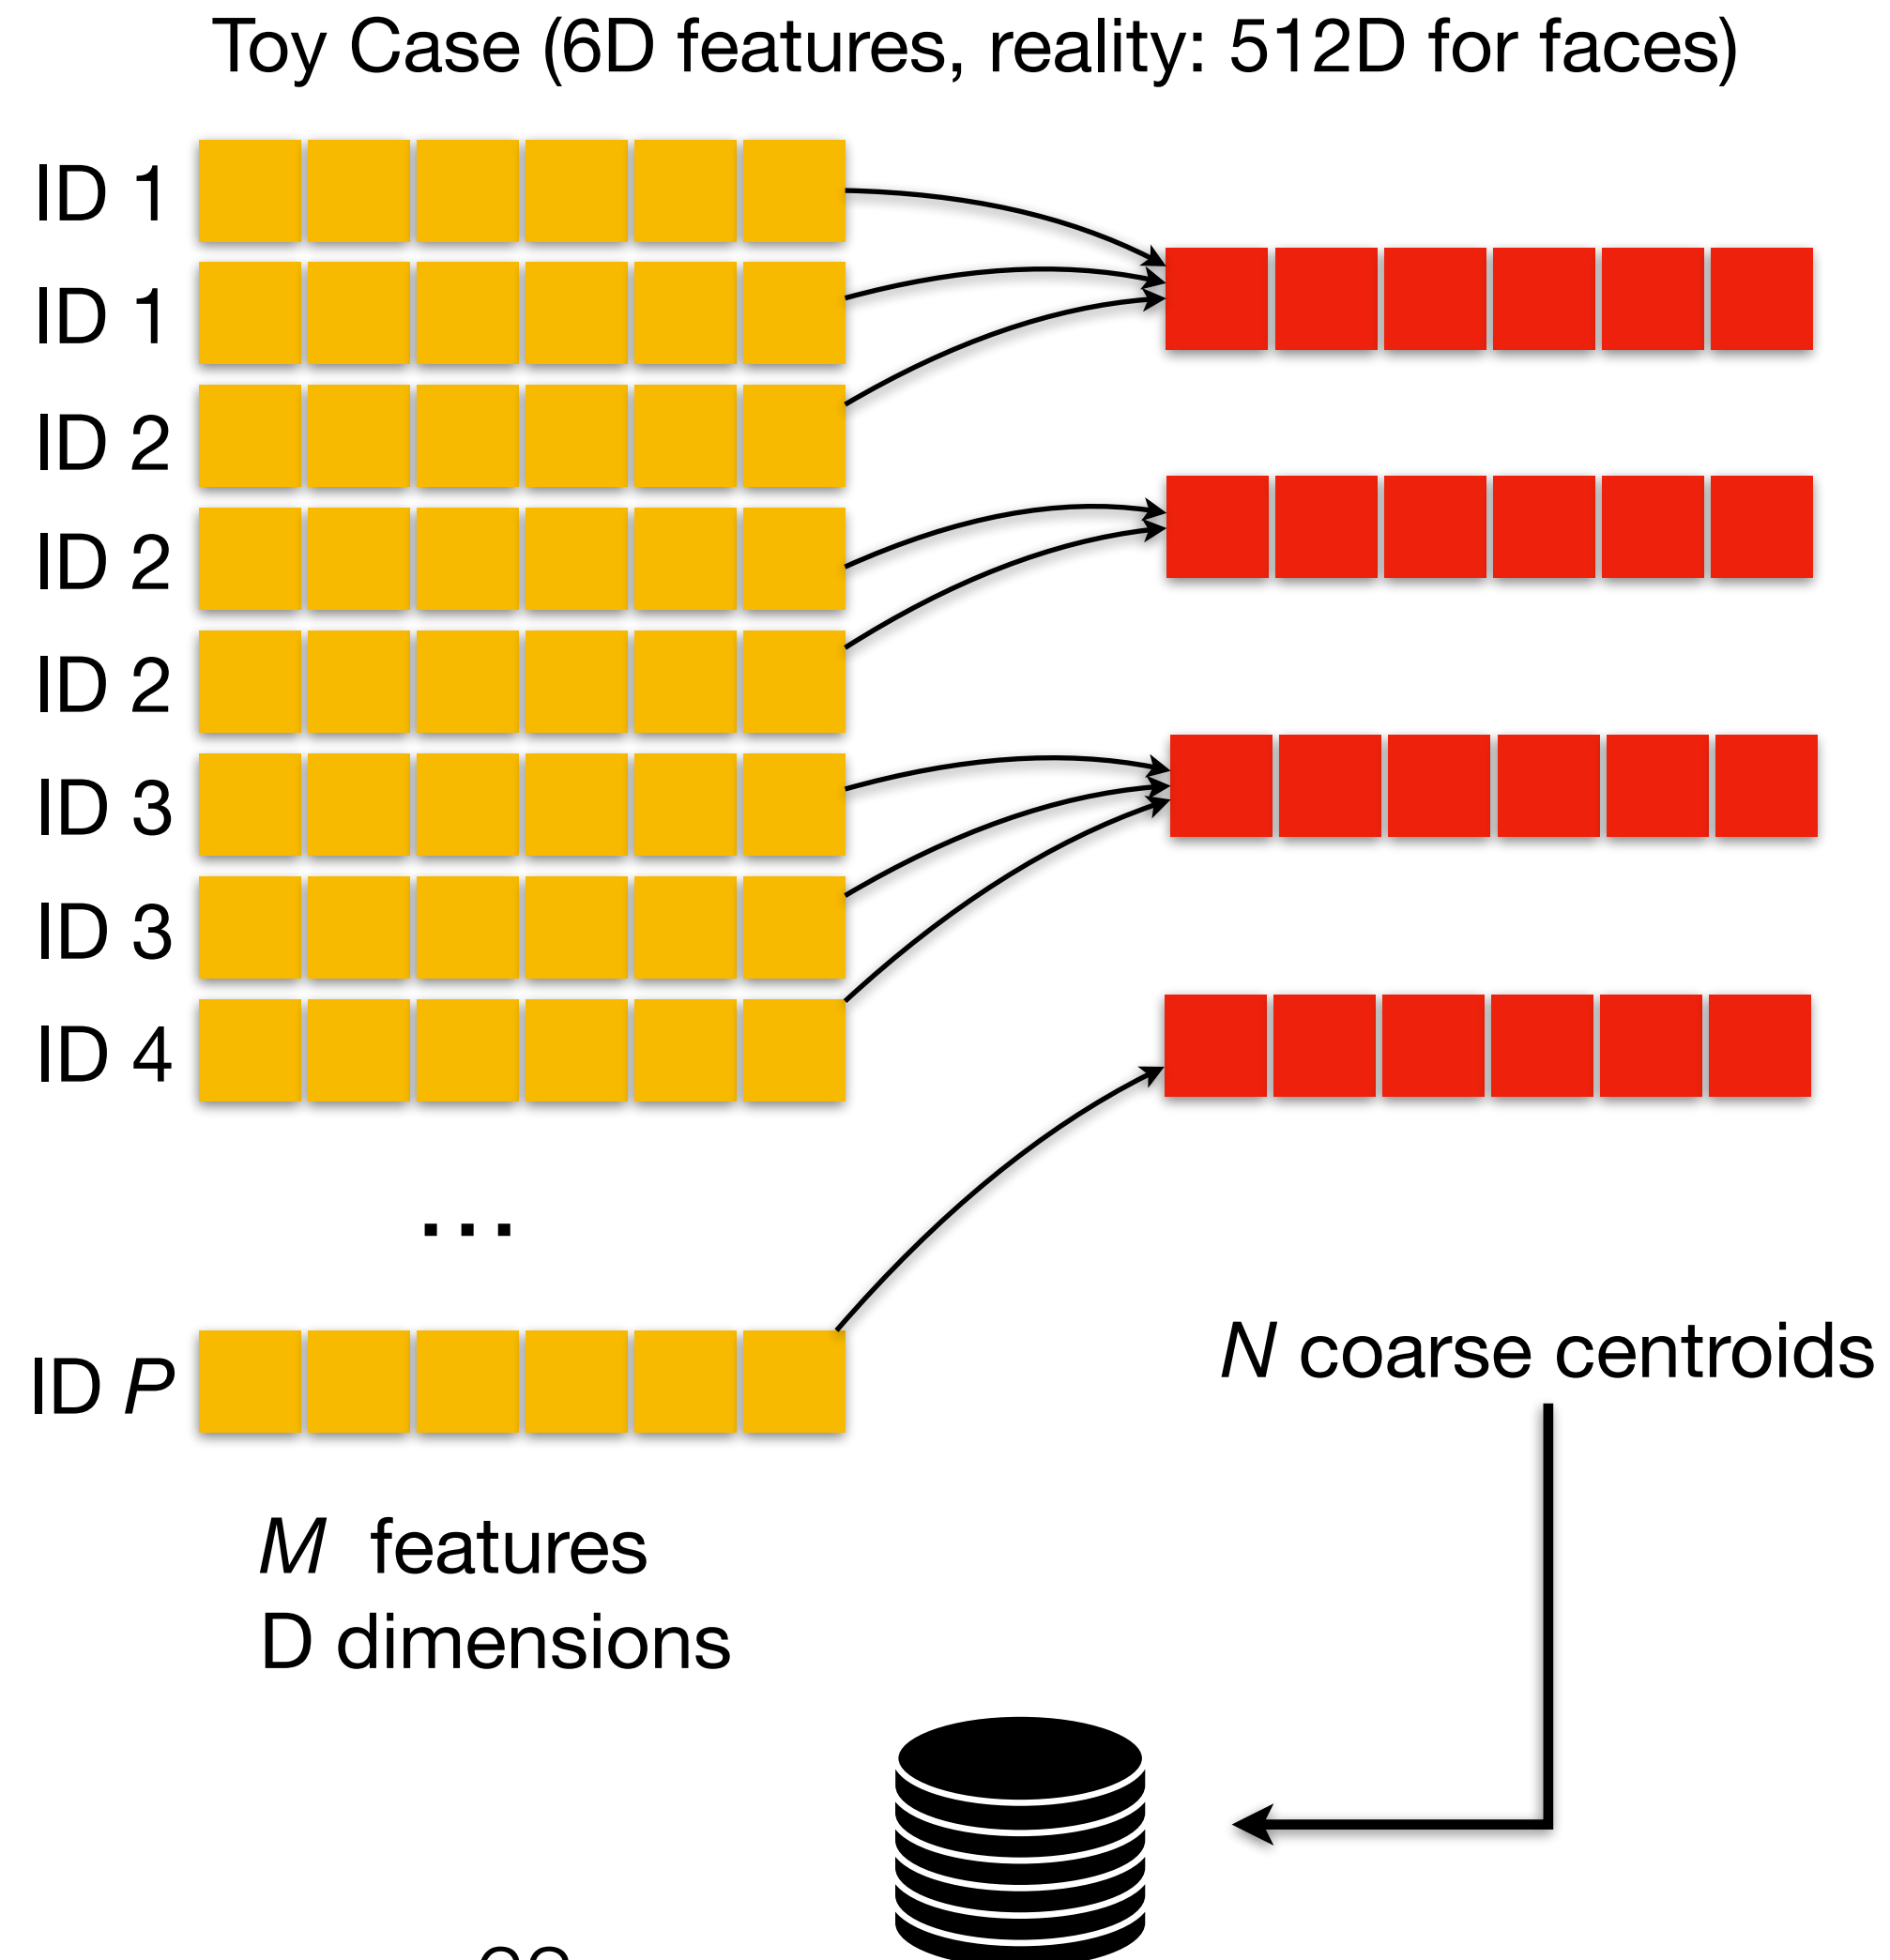 Toy Case (6D features, reality: 512D for faces)
ID 1
ID 1
ID 2
ID 2
ID 2
ID 3
ID 3
ID 4
...
ID P
N coarse centroids
M features
D dimensions